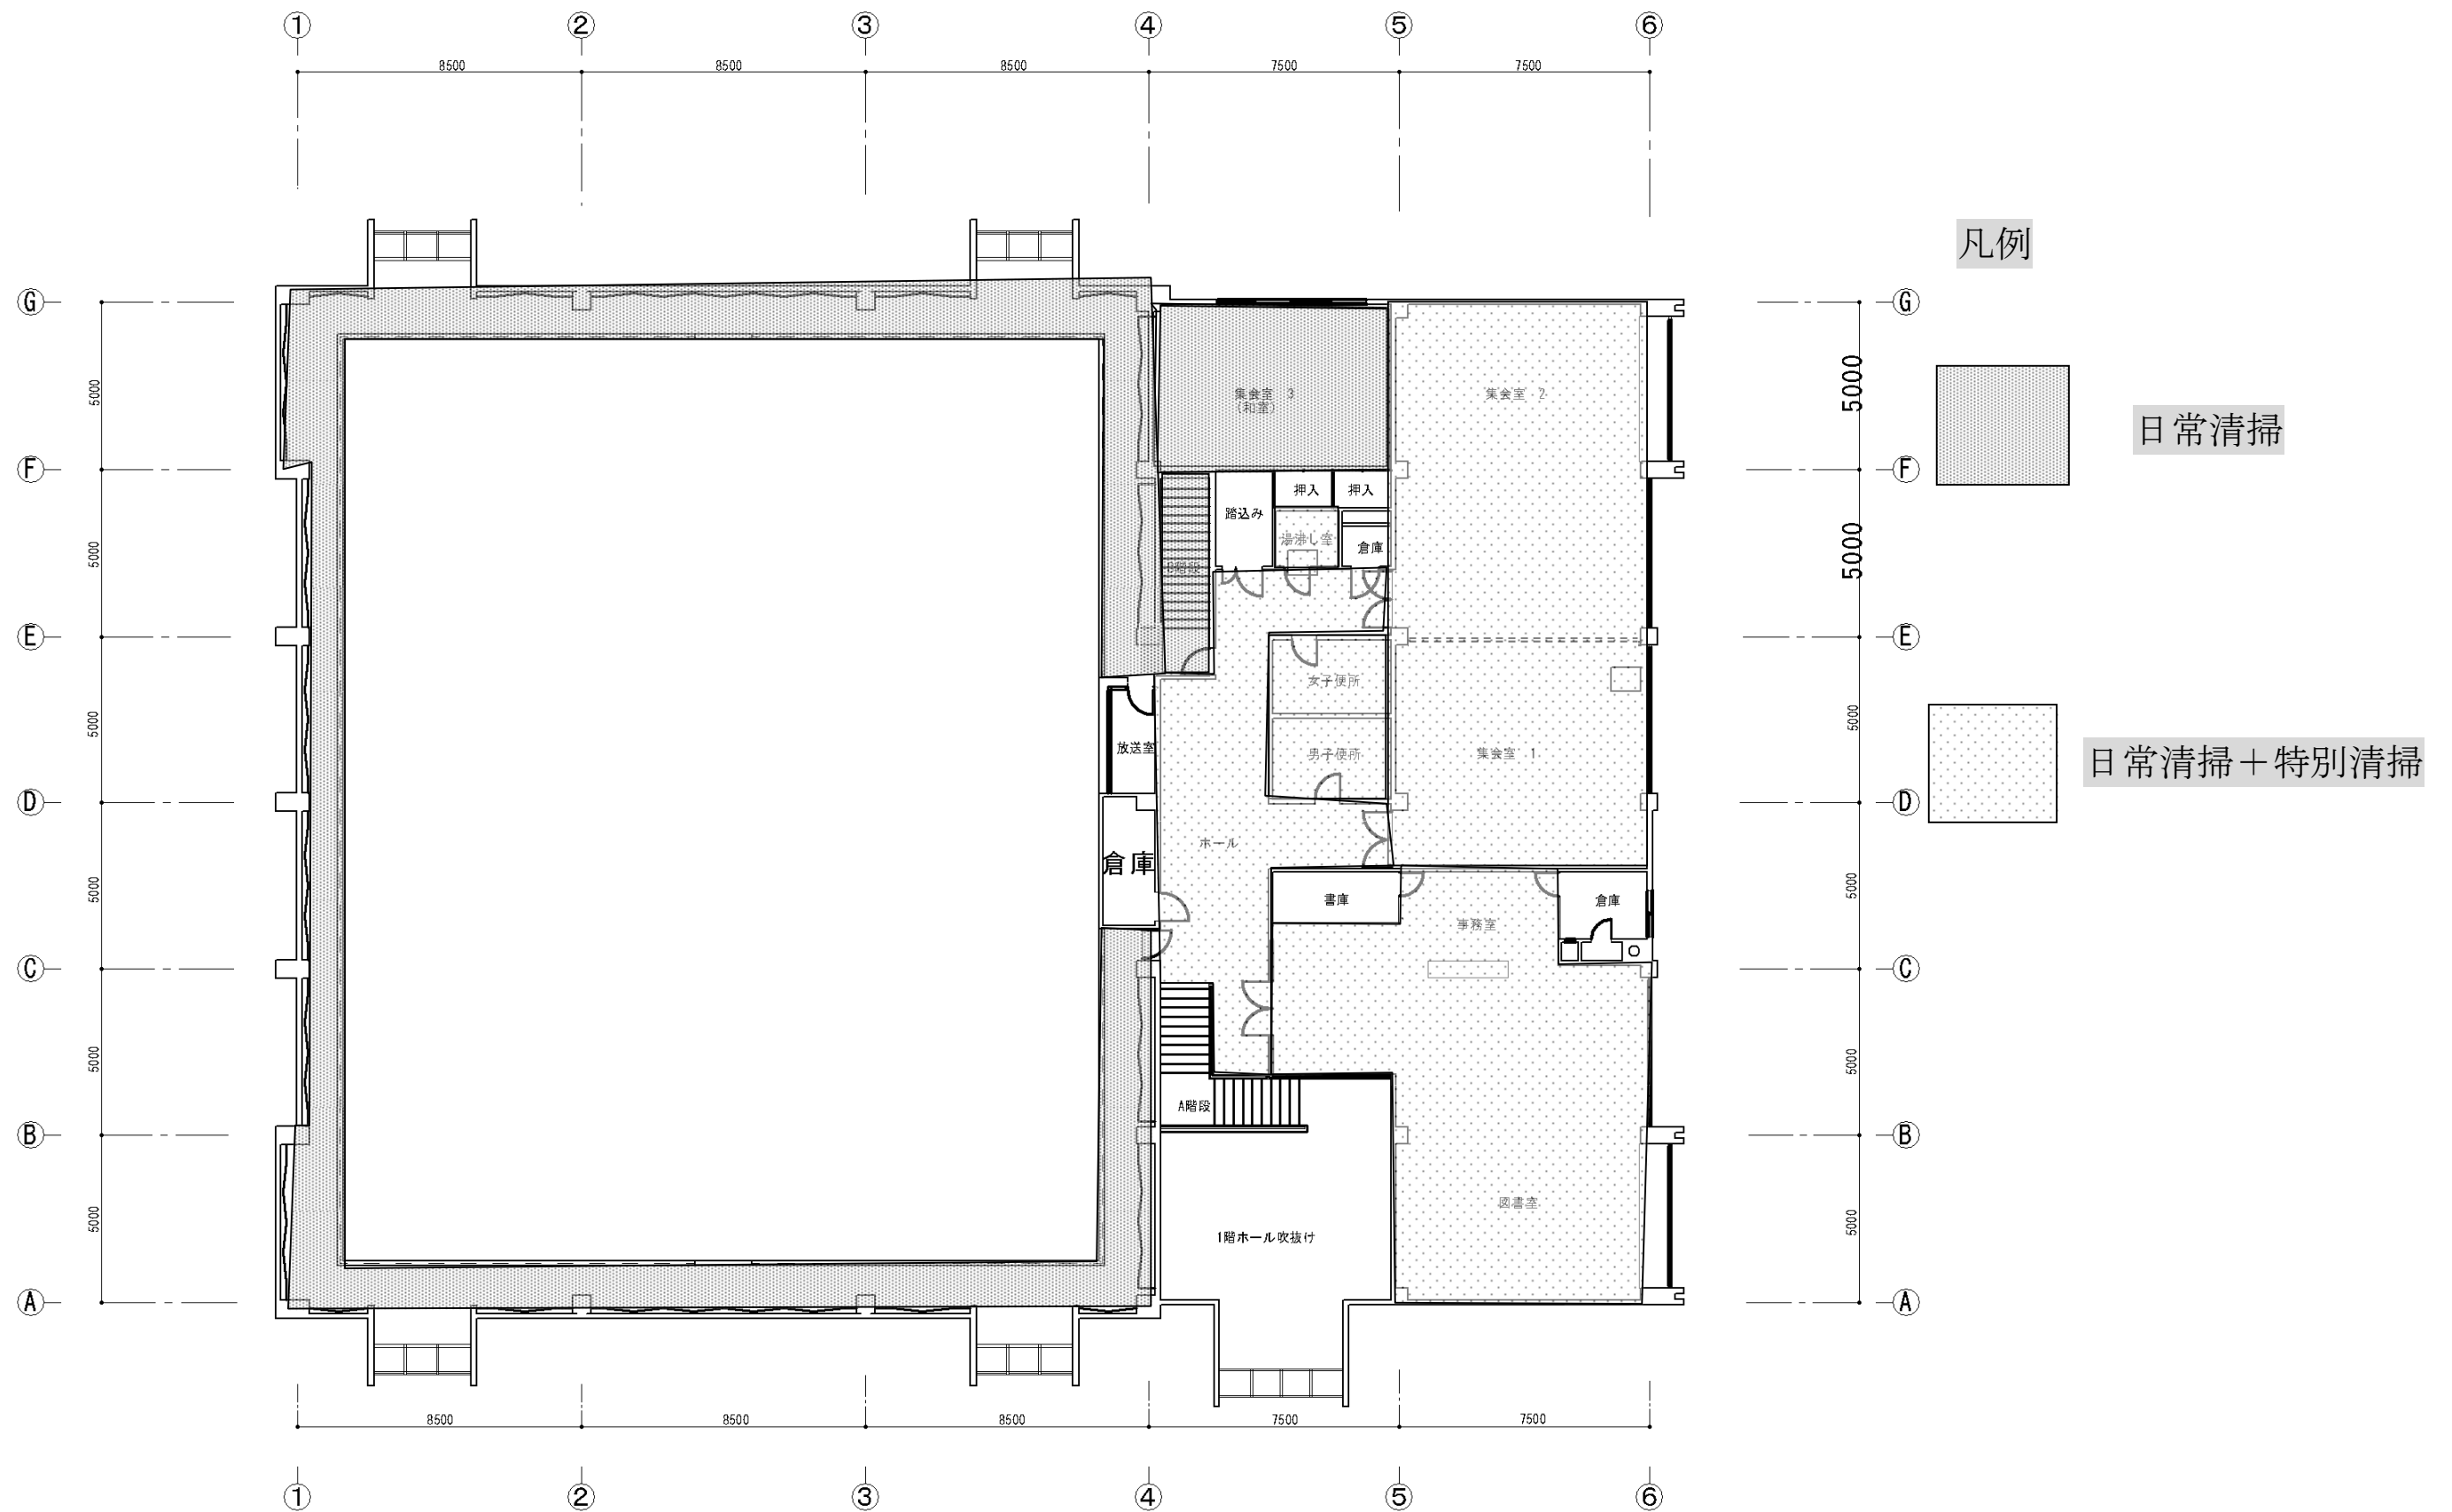 ① ② ③ ④ ⑤ ⑥
8500 8500 8500 7500 7500
凡例
G G
5000 5000
集会室 3
(和室)
集会室 2
日常清掃
F F
押入 押入
踏込み
湯沸し室
倉庫
5000 5000
B階段
E E
女子便所
5000 5000
放送室
男子便所
集会室 1
日常清掃+特別清掃
D D
ホール
倉庫
5000 5000
書庫
倉庫
事務室
C C
5000 5000
A階段
B B
図書室
5000 5000
1階ホール吹抜け
A A
8500 8500 8500 7500 7500
① ② ③ ④ ⑤ ⑥